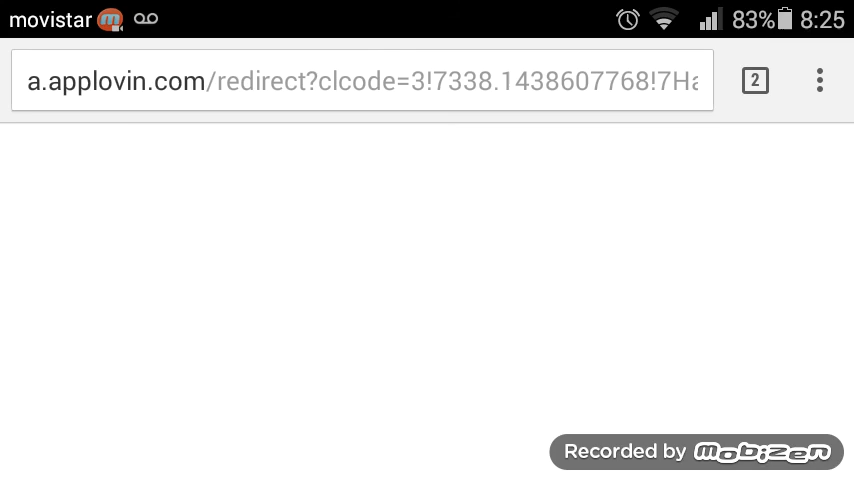 movistar 83% 8:25
a.applovin.com/redirect?clcode=3!7338.1438607768!7Ha
2
Recorded by mobizen